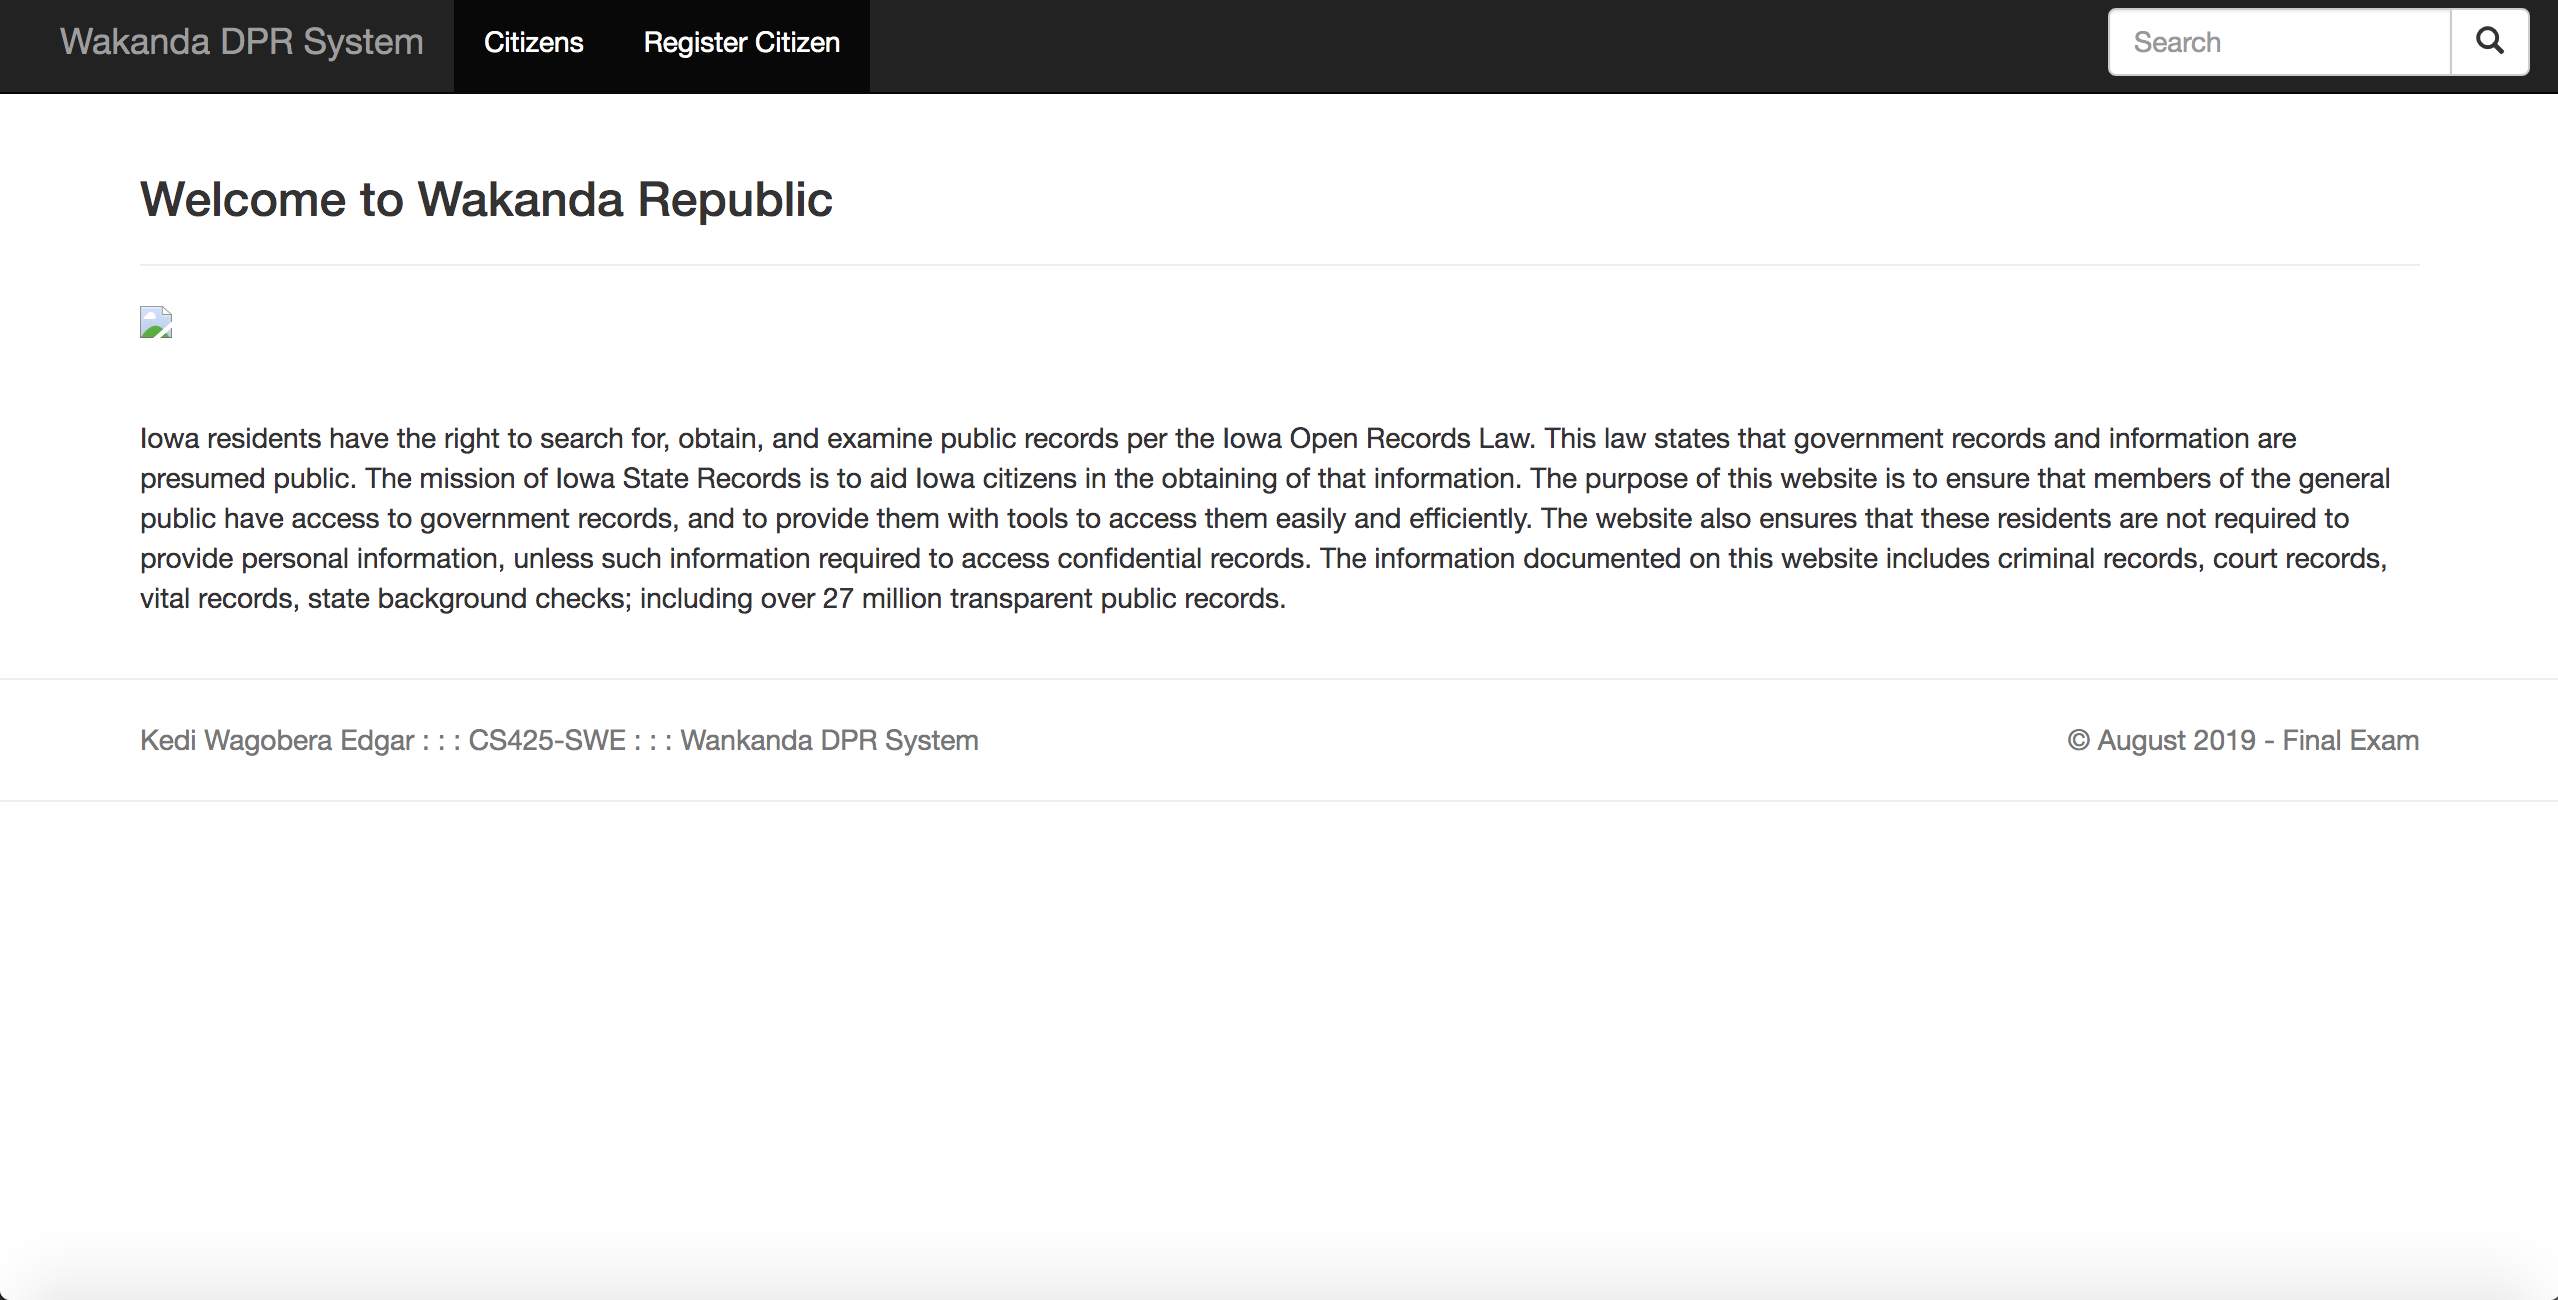 Wakanda DPR System Citizens Register Citizen Search
Welcome to Wakanda Republic
Iowa residents have the right to search for, obtain, and examine public records per the Iowa Open Records Law. This law states that government records and information are
presumed public. The mission of Iowa State Records is to aid Iowa citizens in the obtaining of that information. The purpose of this website is to ensure that members of the general
public have access to government records, and to provide them with tools to access them easily and efficiently. The website also ensures that these residents are not required to
provide personal information, unless such information required to access confidential records. The information documented on this website includes criminal records, court records,
vital records, state background checks; including over 27 million transparent public records.
Kedi Wagobera Edgar : : : CS425-SWE : : : Wankanda DPR System © August 2019 - Final Exam